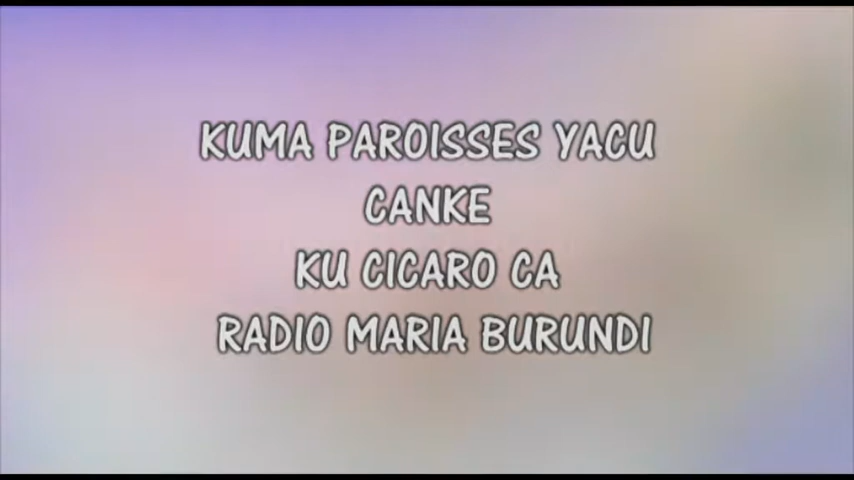 KUMA PAROISSES YACU
CANKE
KU CICARO CA
RADIO MARIA BURUNDI